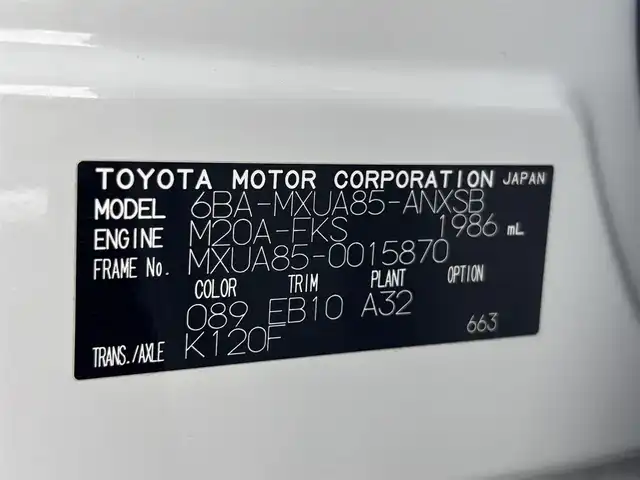 TOYOTA MOTOR CORPORATION JAPAN
MODEL 6BA-MXUA85-ANXSB
ENGINE M20A-FKS 1986 mL
FRAME No. MXUA85-0015870
COLOR TRIM PLANT OPTION
089 EB10 A32
TRANS./AXLE K120F 663